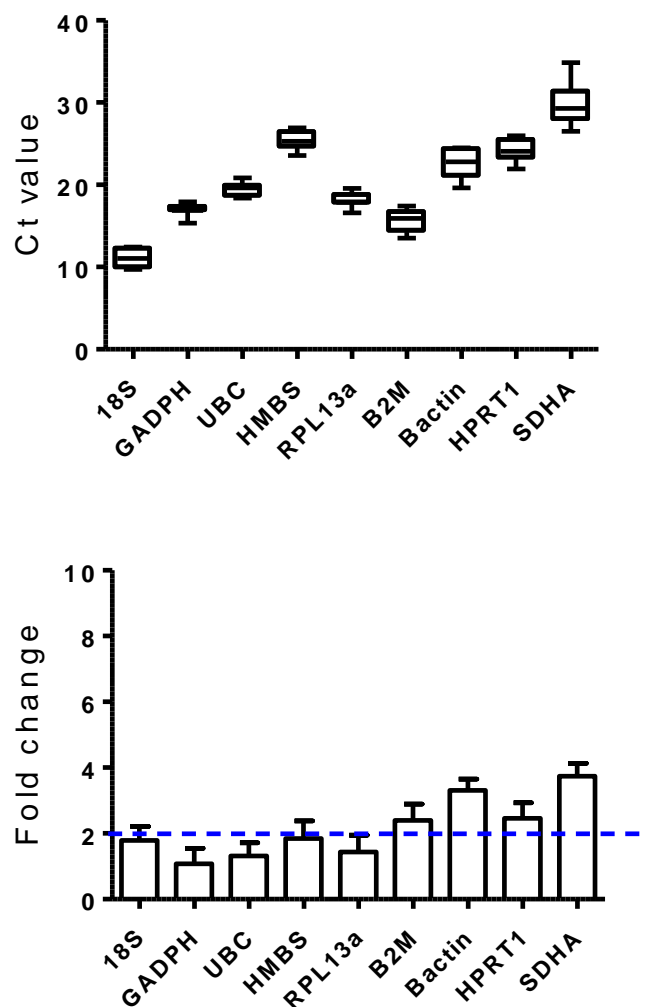 40
30
20
10
0
Ct value
18S
GADPH
UBC
HMBS
RPL13a
B2M
Bactin
HPRT1
SDHA
10
8
6
4
2
0
Fold change
18S
GADPH
UBC
HMBS
RPL13a
B2M
Bactin
HPRT1
SDHA